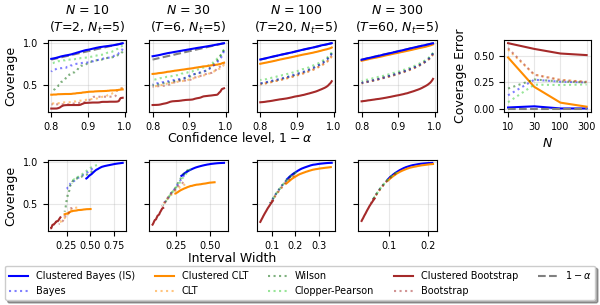 N = 10
(T=2, Nₜ=5)
N = 30
(T=6, Nₜ=5)
N = 100
(T=20, Nₜ=5)
N = 300
(T=60, Nₜ=5)
Coverage
1.0
0.5
0.8 0.9 1.0
0.8 0.9 1.0
0.8 0.9 1.0
0.8 0.9 1.0
Confidence level, 1 − α
Coverage Error
0.50
0.25
0.00
10 30 100 300
N
Coverage
1.0
0.5
0.25 0.50 0.75
0.25 0.50
0.1 0.2 0.3
0.1 0.2
Interval Width
Clustered Bayes (IS) Clustered CLT Wilson Clustered Bootstrap 1 − α
Bayes CLT Clopper-Pearson Bootstrap